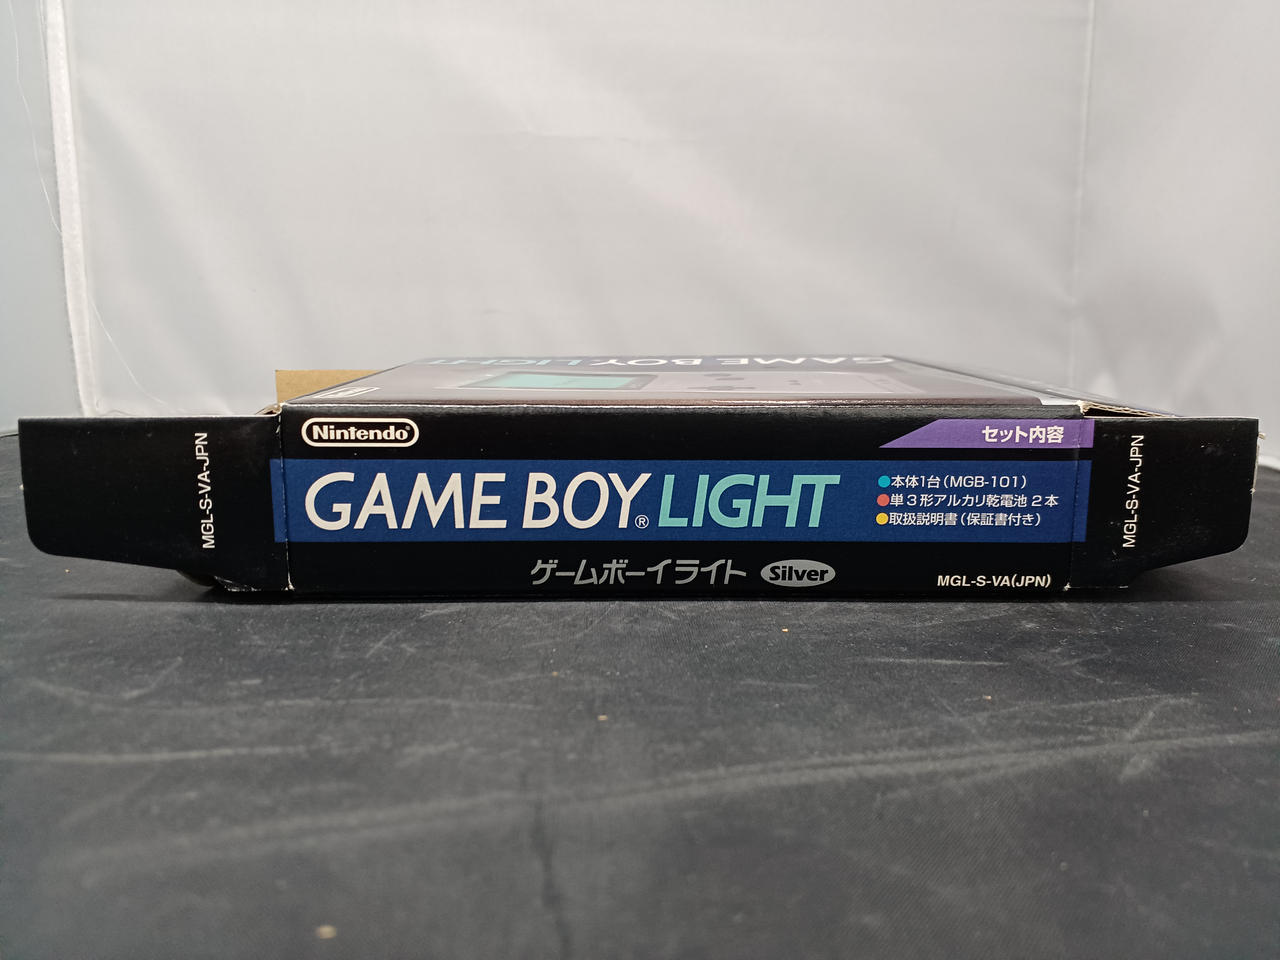 GAME BOY LIGHT
Nintendo
セット内容
GAME BOY® LIGHT
●本体1台(MGB-101)
●単3形アルカリ乾電池2本
●取扱説明書(保証書付き)
ゲームボーイライト Silver
MGL-S-VA(JPN)
MGL-S-VA-JPN
MGL-S-VA-JPN